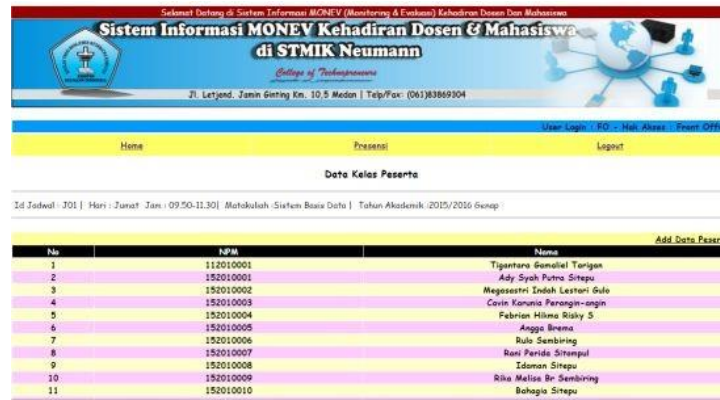 Selamat Datang di Sistem Informasi MONEV (Monitoring & Evaluasi) Kehadiran Dosen Dan Mahasiswa
Sistem Informasi MONEV Kehadiran Dosen & Mahasiswa
di STMIK Neumann
College of Technopreneurs
Jl. Letjend. Jamin Ginting Km. 10,5 Medan | Telp/Fax: (061)83869304
User Login : FO - Hak Akses : Front Off
Home Presensi Logout
Data Kelas Peserta
Id Jadwal : J01 | Hari : Jumat Jam : 09.50-11.30| Matakuliah :Sistem Basis Data | Tahun Akademik :2015/2016 Genap
Add Data Peser
No NPM Nama
1 112010001 Tigantara Gamaliel Tarigan
2 152010001 Ady Syah Putra Sitepu
3 152010002 Megasastri Indah Lestari Gulo
4 152010003 Cavin Karunia Perangin-angin
5 152010004 Febrian Hikma Risky S
6 152010005 Angga Brema
7 152010006 Rulo Sembiring
8 152010007 Rani Perida Sitompul
9 152010008 Idaman Sitepu
10 152010009 Rika Melisa Br Sembiring
11 152010010 Bahagia Sitepu